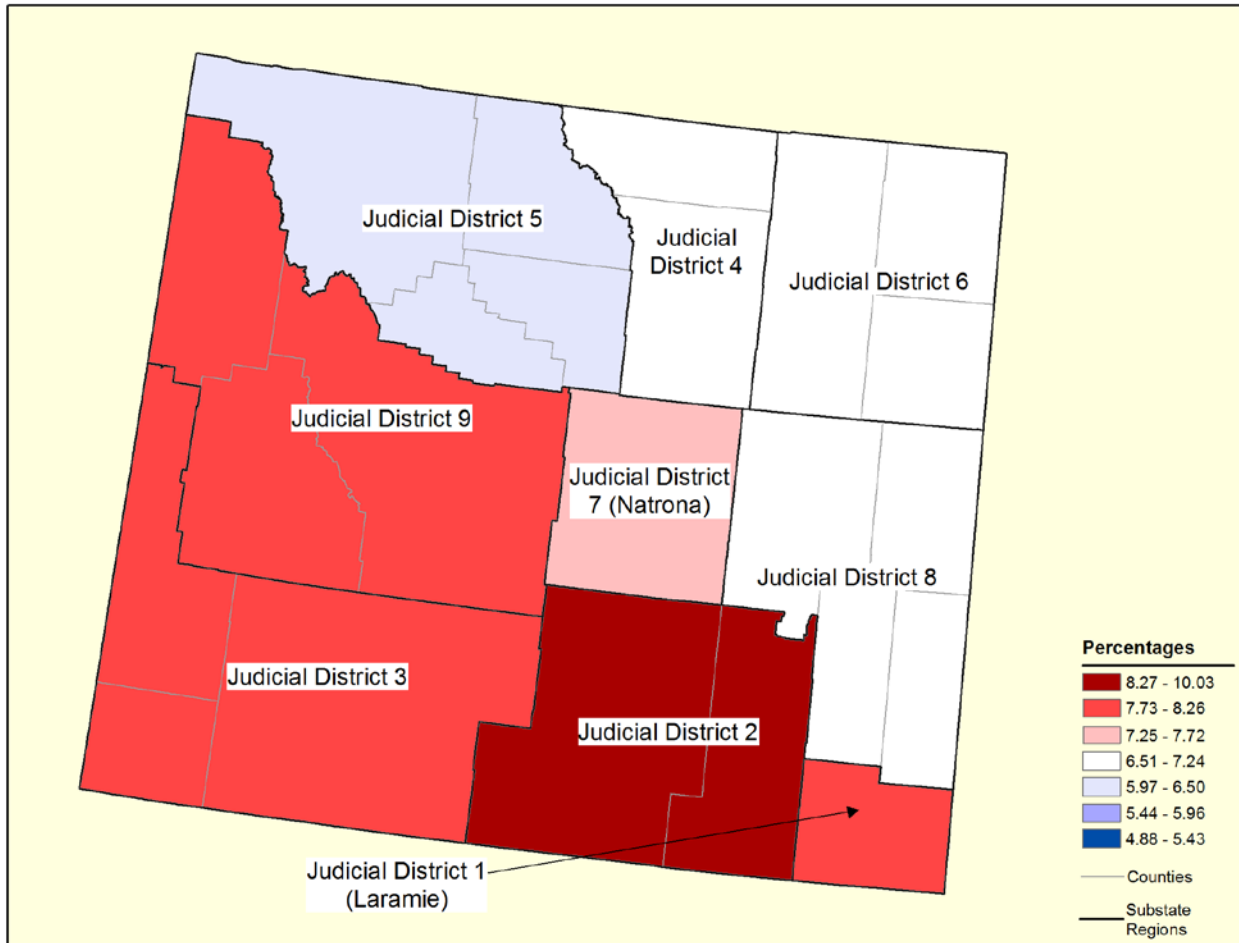 Judicial District 5
Judicial
District 4
Judicial District 6
Judicial District 9
Judicial District
7 (Natrona)
Judicial District 8
Judicial District 3
Judicial District 2
Judicial District 1
(Laramie)
Percentages
8.27 - 10.03
7.73 - 8.26
7.25 - 7.72
6.51 - 7.24
5.97 - 6.50
5.44 - 5.96
4.88 - 5.43
Counties
Substate
Regions